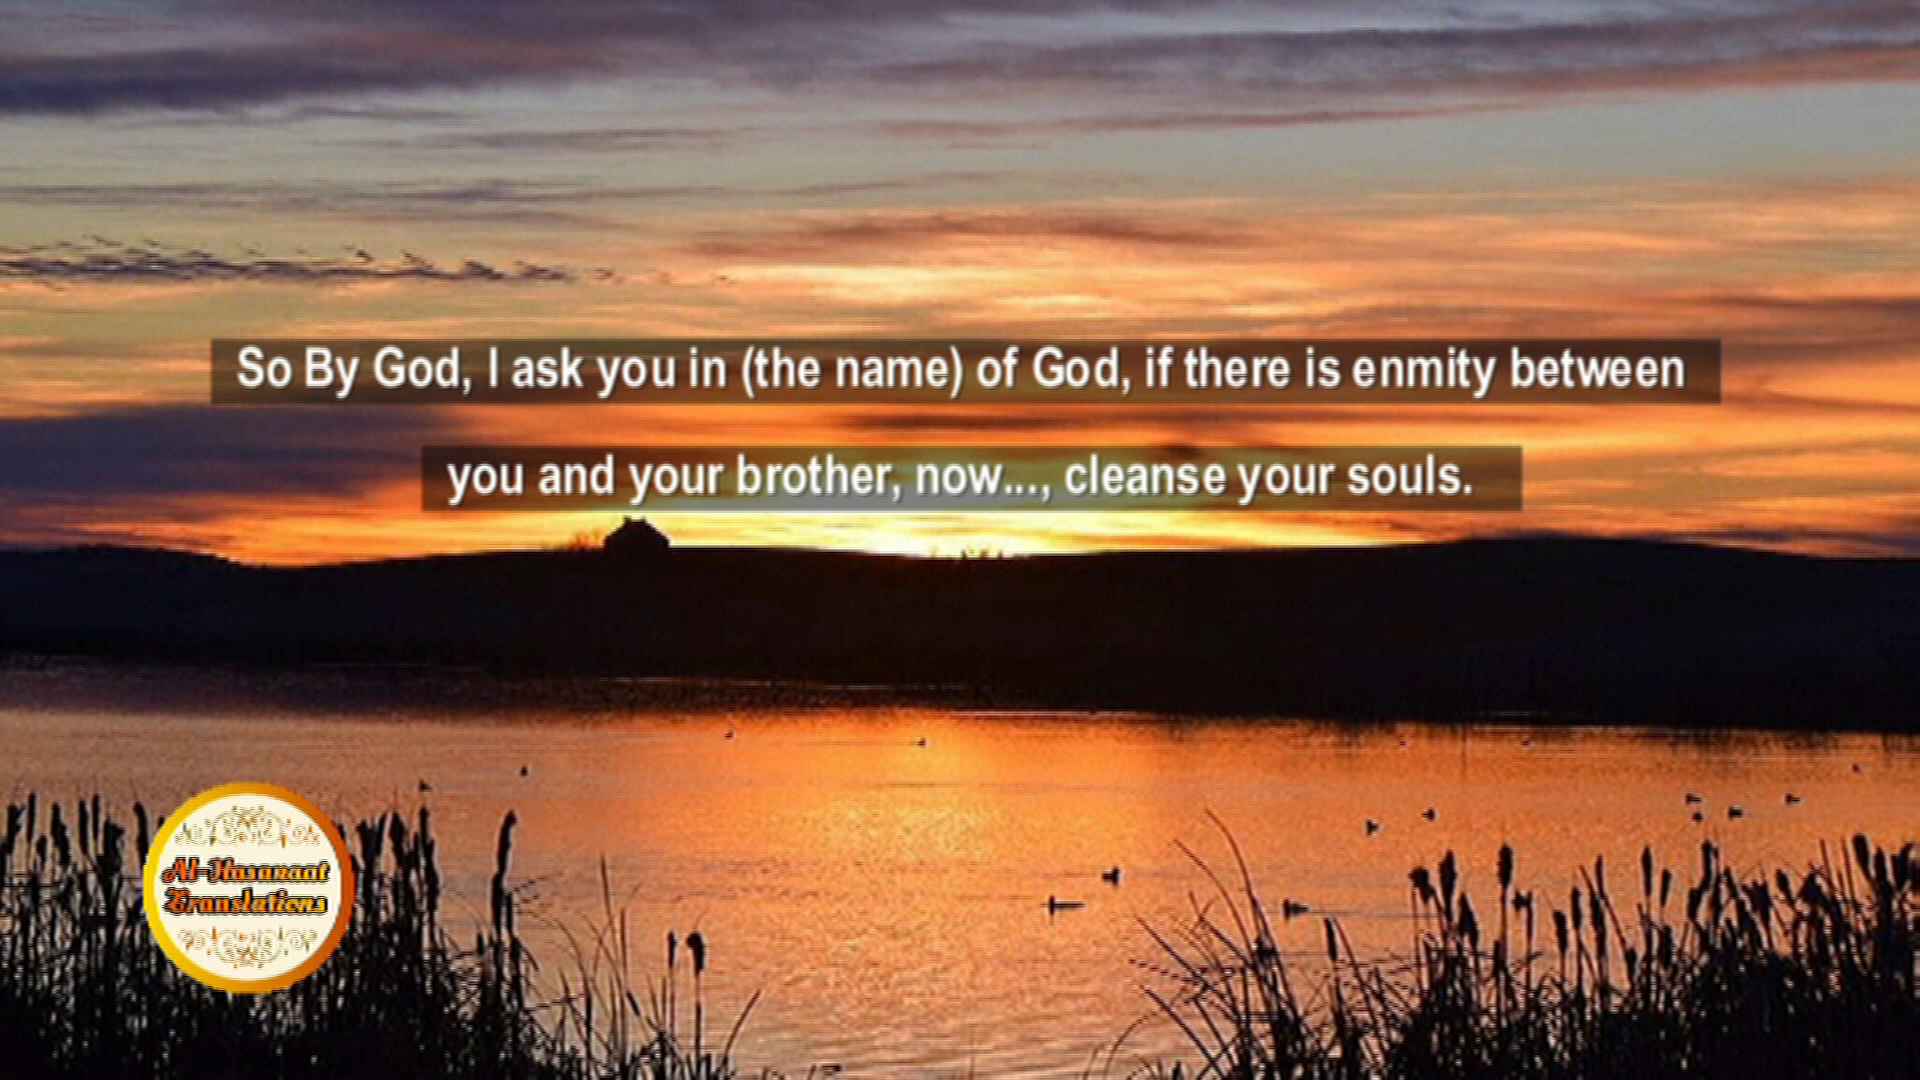 So By God, I ask you in (the name) of God, if there is enmity between
you and your brother, now..., cleanse your souls.
Al-Hasanaat
Translations